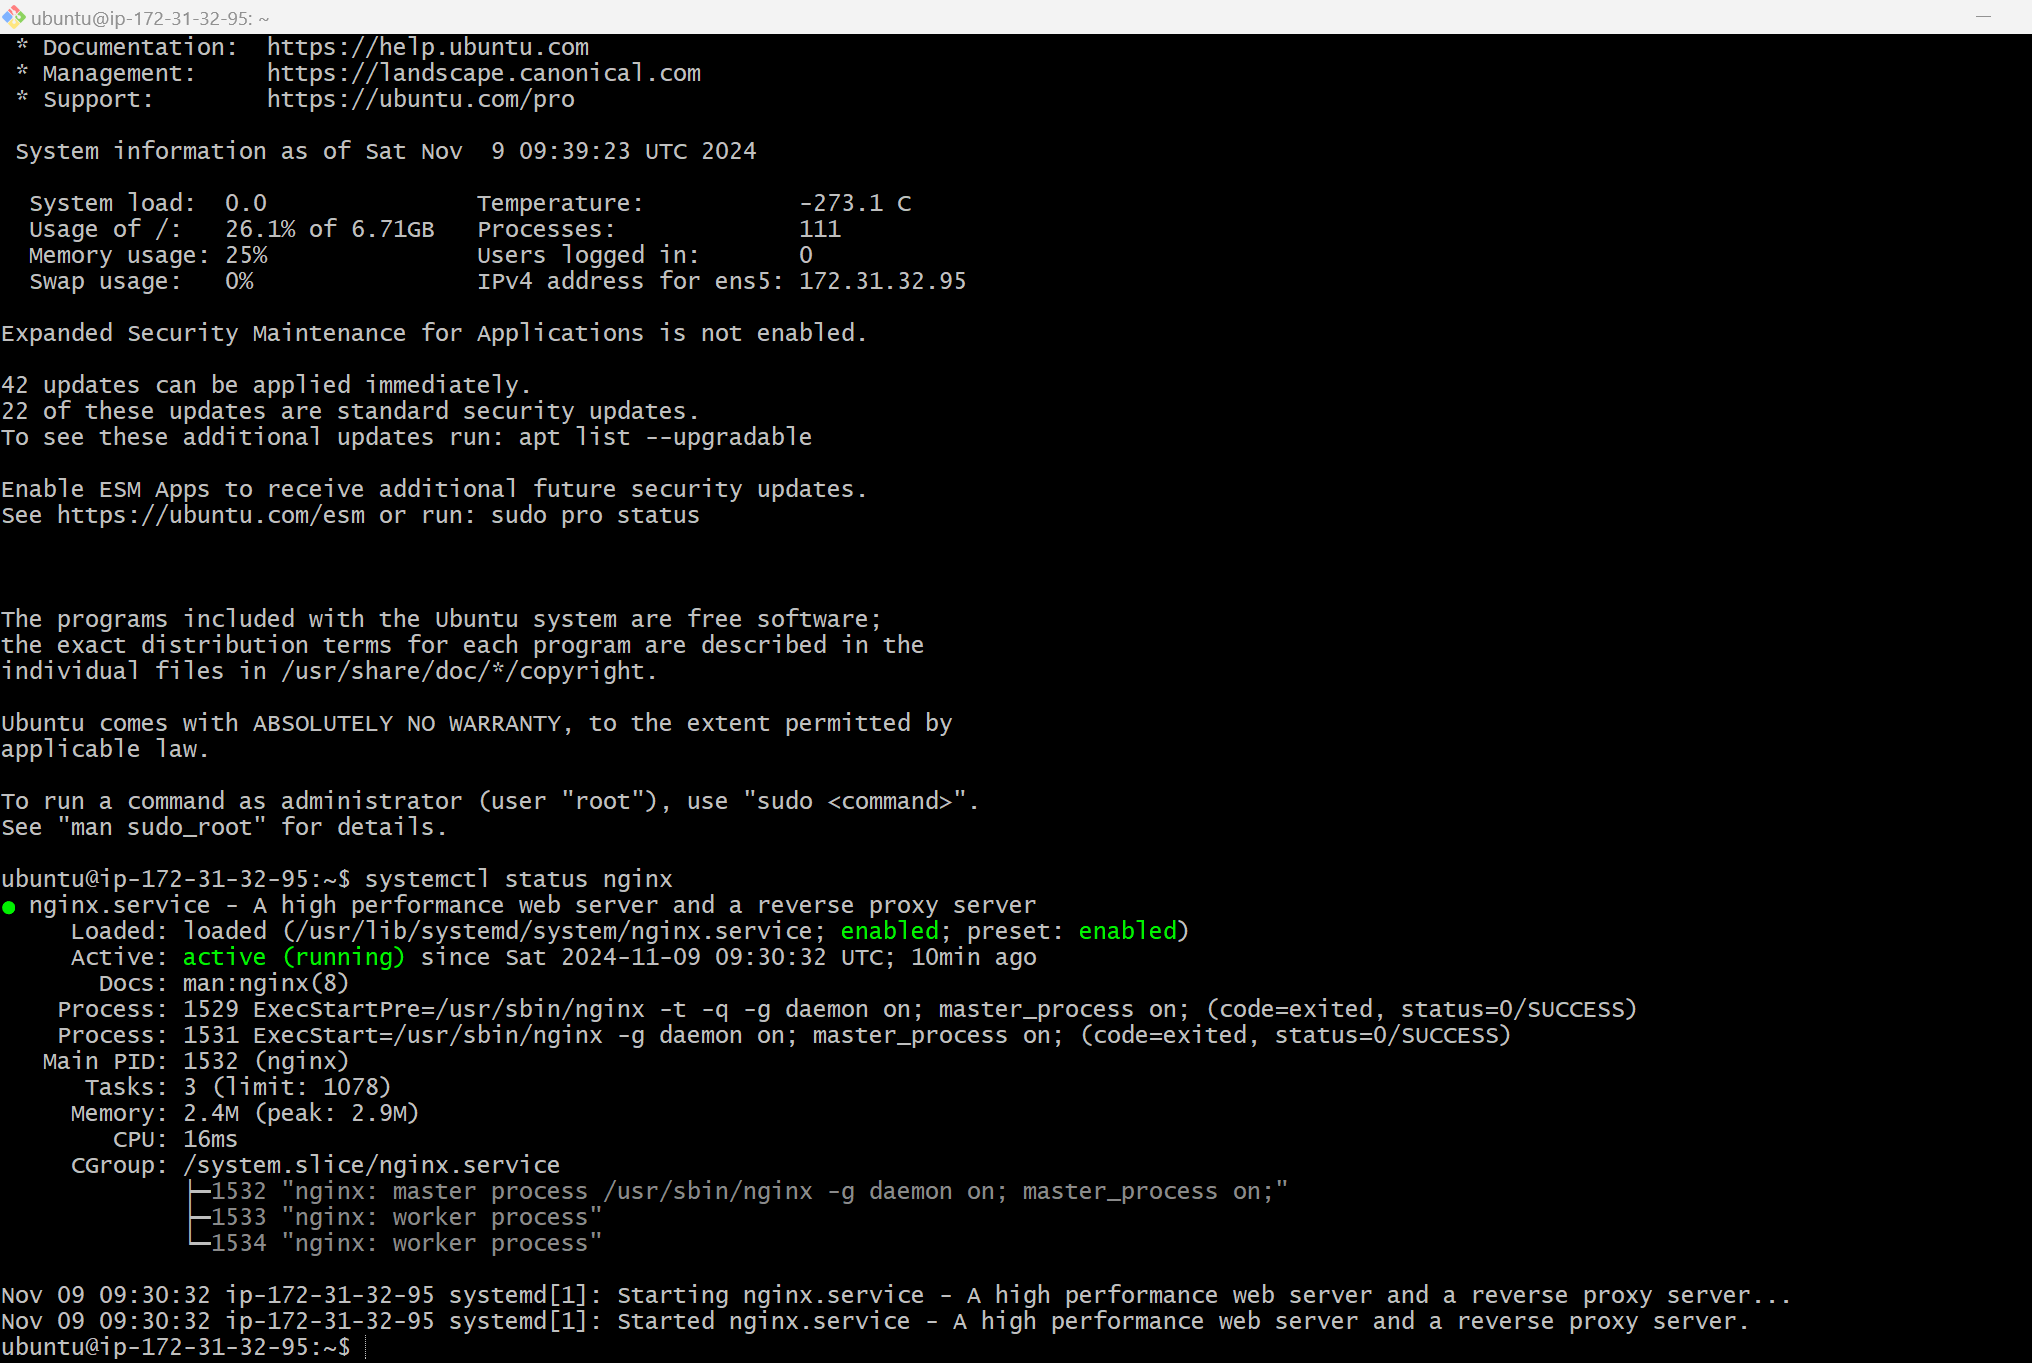 ubuntu@ip-172-31-32-95: ~
 * Documentation:  https://help.ubuntu.com
 * Management:     https://landscape.canonical.com
 * Support:        https://ubuntu.com/pro

 System information as of Sat Nov  9 09:39:23 UTC 2024

  System load:  0.0               Temperature:           -273.1 C
  Usage of /:   26.1% of 6.71GB   Processes:             111
  Memory usage: 25%               Users logged in:       0
  Swap usage:   0%                IPv4 address for ens5: 172.31.32.95

Expanded Security Maintenance for Applications is not enabled.

42 updates can be applied immediately.
22 of these updates are standard security updates.
To see these additional updates run: apt list --upgradable

Enable ESM Apps to receive additional future security updates.
See https://ubuntu.com/esm or run: sudo pro status

The programs included with the Ubuntu system are free software;
the exact distribution terms for each program are described in the
individual files in /usr/share/doc/*/copyright.

Ubuntu comes with ABSOLUTELY NO WARRANTY, to the extent permitted by
applicable law.

To run a command as administrator (user "root"), use "sudo <command>".
See "man sudo_root" for details.

ubuntu@ip-172-31-32-95:~$ systemctl status nginx
● nginx.service - A high performance web server and a reverse proxy server
     Loaded: loaded (/usr/lib/systemd/system/nginx.service; enabled; preset: enabled)
     Active: active (running) since Sat 2024-11-09 09:30:32 UTC; 10min ago
       Docs: man:nginx(8)
    Process: 1529 ExecStartPre=/usr/sbin/nginx -t -q -g daemon on; master_process on; (code=exited, status=0/SUCCESS)
    Process: 1531 ExecStart=/usr/sbin/nginx -g daemon on; master_process on; (code=exited, status=0/SUCCESS)
   Main PID: 1532 (nginx)
      Tasks: 3 (limit: 1078)
     Memory: 2.4M (peak: 2.9M)
        CPU: 16ms
     CGroup: /system.slice/nginx.service
             ├─1532 "nginx: master process /usr/sbin/nginx -g daemon on; master_process on;"
             ├─1533 "nginx: worker process"
             └─1534 "nginx: worker process"

Nov 09 09:30:32 ip-172-31-32-95 systemd[1]: Starting nginx.service - A high performance web server and a reverse proxy server...
Nov 09 09:30:32 ip-172-31-32-95 systemd[1]: Started nginx.service - A high performance web server and a reverse proxy server.
ubuntu@ip-172-31-32-95:~$